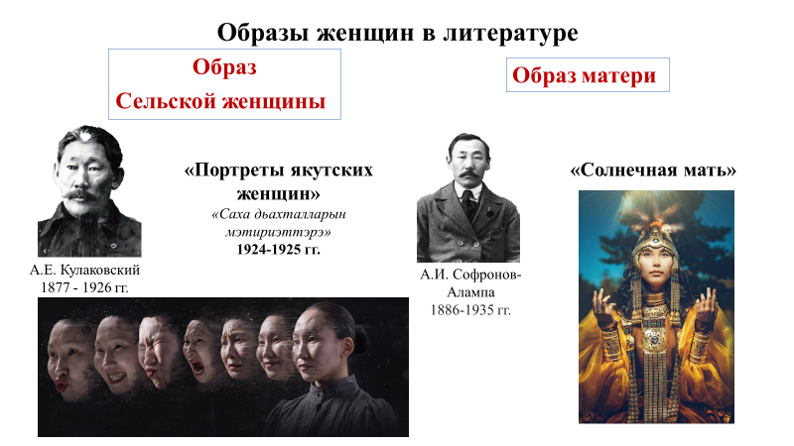 Образы женщин в литературе
Образ
Сельской женщины
Образ матери
«Портреты якутских
женщин»
«Саха дьахталларын
мэтириэттэрэ»
1924-1925 гг.
«Солнечная мать»
А.Е. Кулаковский
1877 - 1926 гг.
А.И. Софронов-
Алампа
1886-1935 гг.